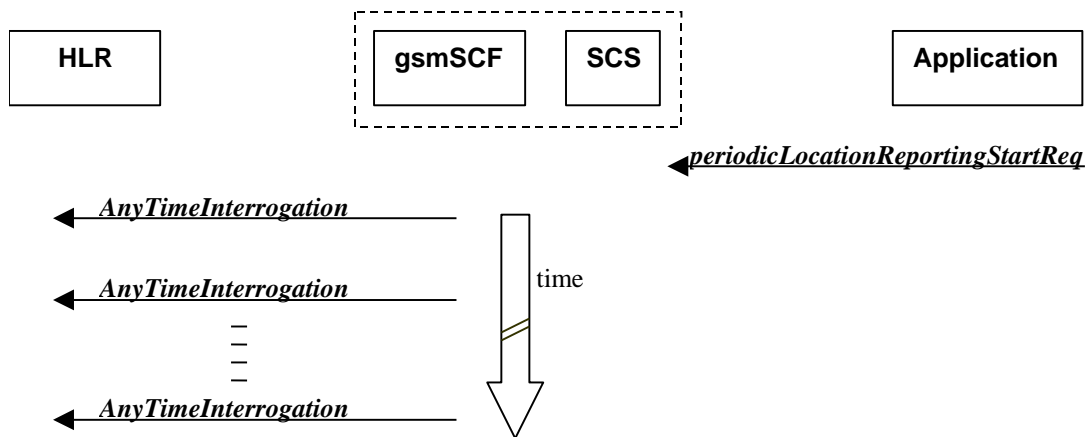 HLR
gsmSCF
SCS
Application
periodicLocationReportingStartReq
AnyTimeInterrogation
AnyTimeInterrogation
time
AnyTimeInterrogation